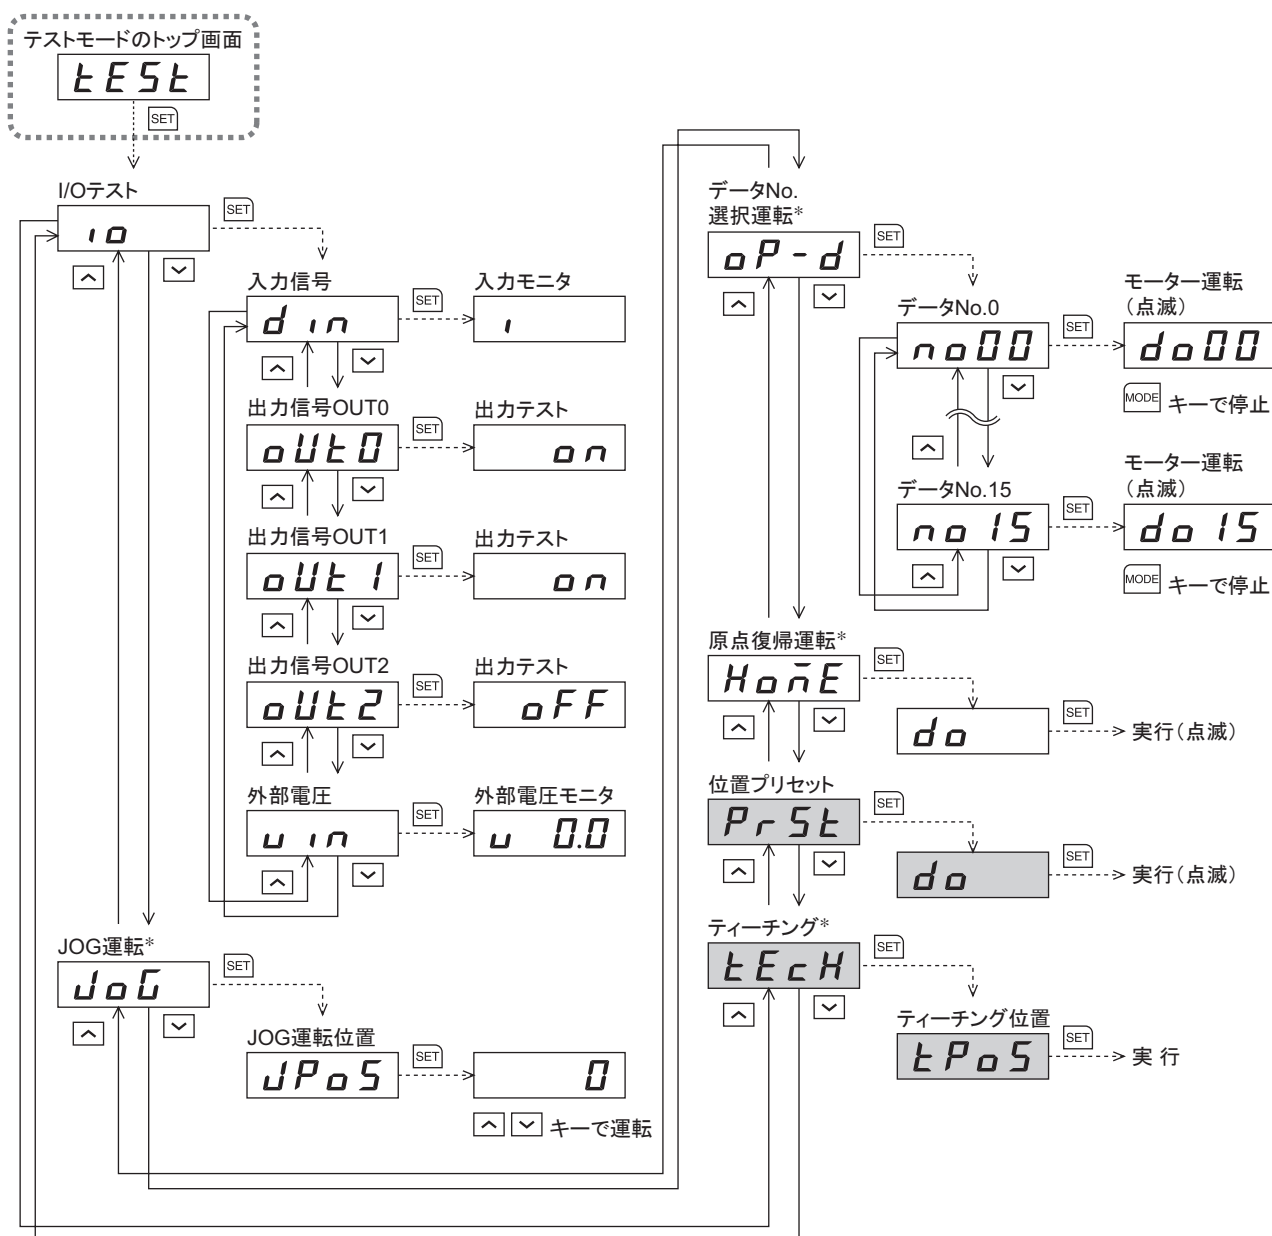 テストモードのトップ画面
tESt
SET
I/Oテスト
io
SET
入力信号
din
SET
入力モニタ
i
出力信号OUT0
oUt0
SET
出力テスト
on
出力信号OUT1
oUt1
SET
出力テスト
on
出力信号OUT2
oUt2
SET
出力テスト
oFF
外部電圧
vin
SET
外部電圧モニタ
v 0.0
JOG運転*
JoG
SET
JOG運転位置
JPoS
SET
0
キーで運転
データNo.
選択運転*
oP-d
SET
データNo.0
no00
SET
モーター運転
(点滅)
do00
MODE キーで停止
データNo.15
no15
SET
モーター運転
(点滅)
do15
MODE キーで停止
原点復帰運転*
HomE
SET
do
SET
実行(点滅)
位置プリセット
PrSt
SET
do
SET
実行(点滅)
ティーチング*
tEcH
SET
ティーチング位置
tPoS
SET
実 行